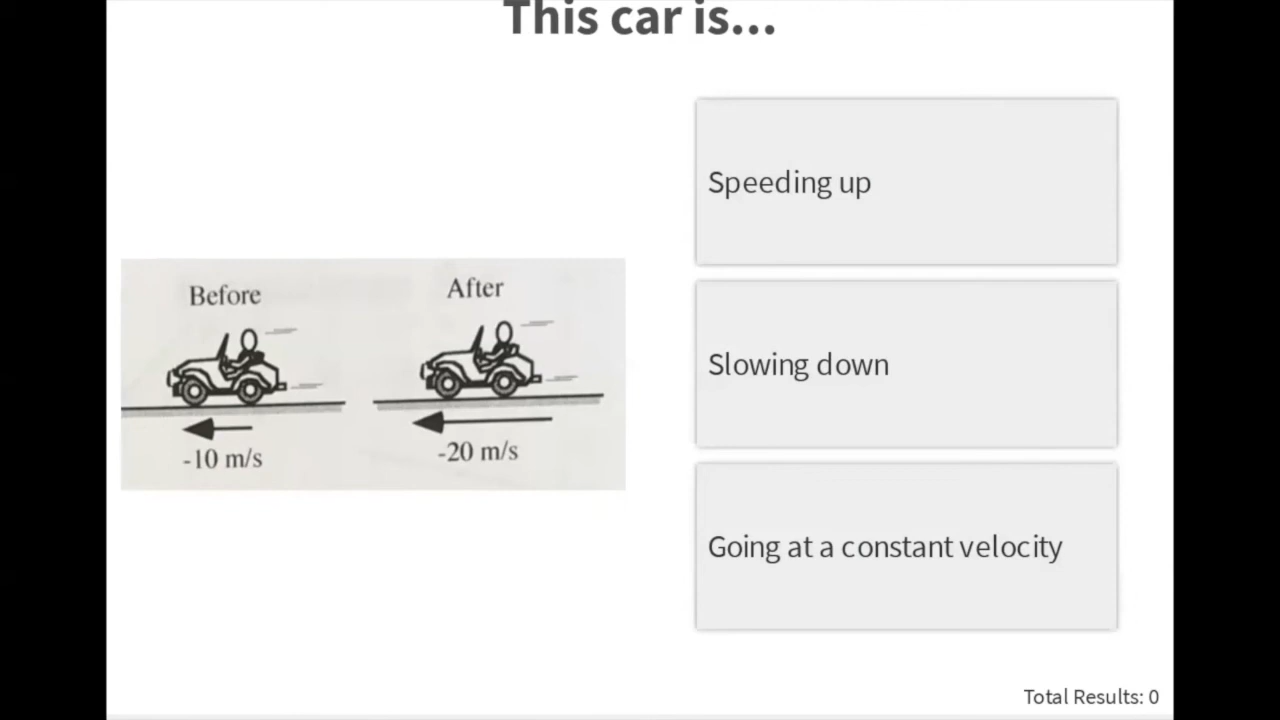 This car is...
Speeding up
Before
After
Slowing down
-10 m/s
-20 m/s
Going at a constant velocity
Total Results: 0